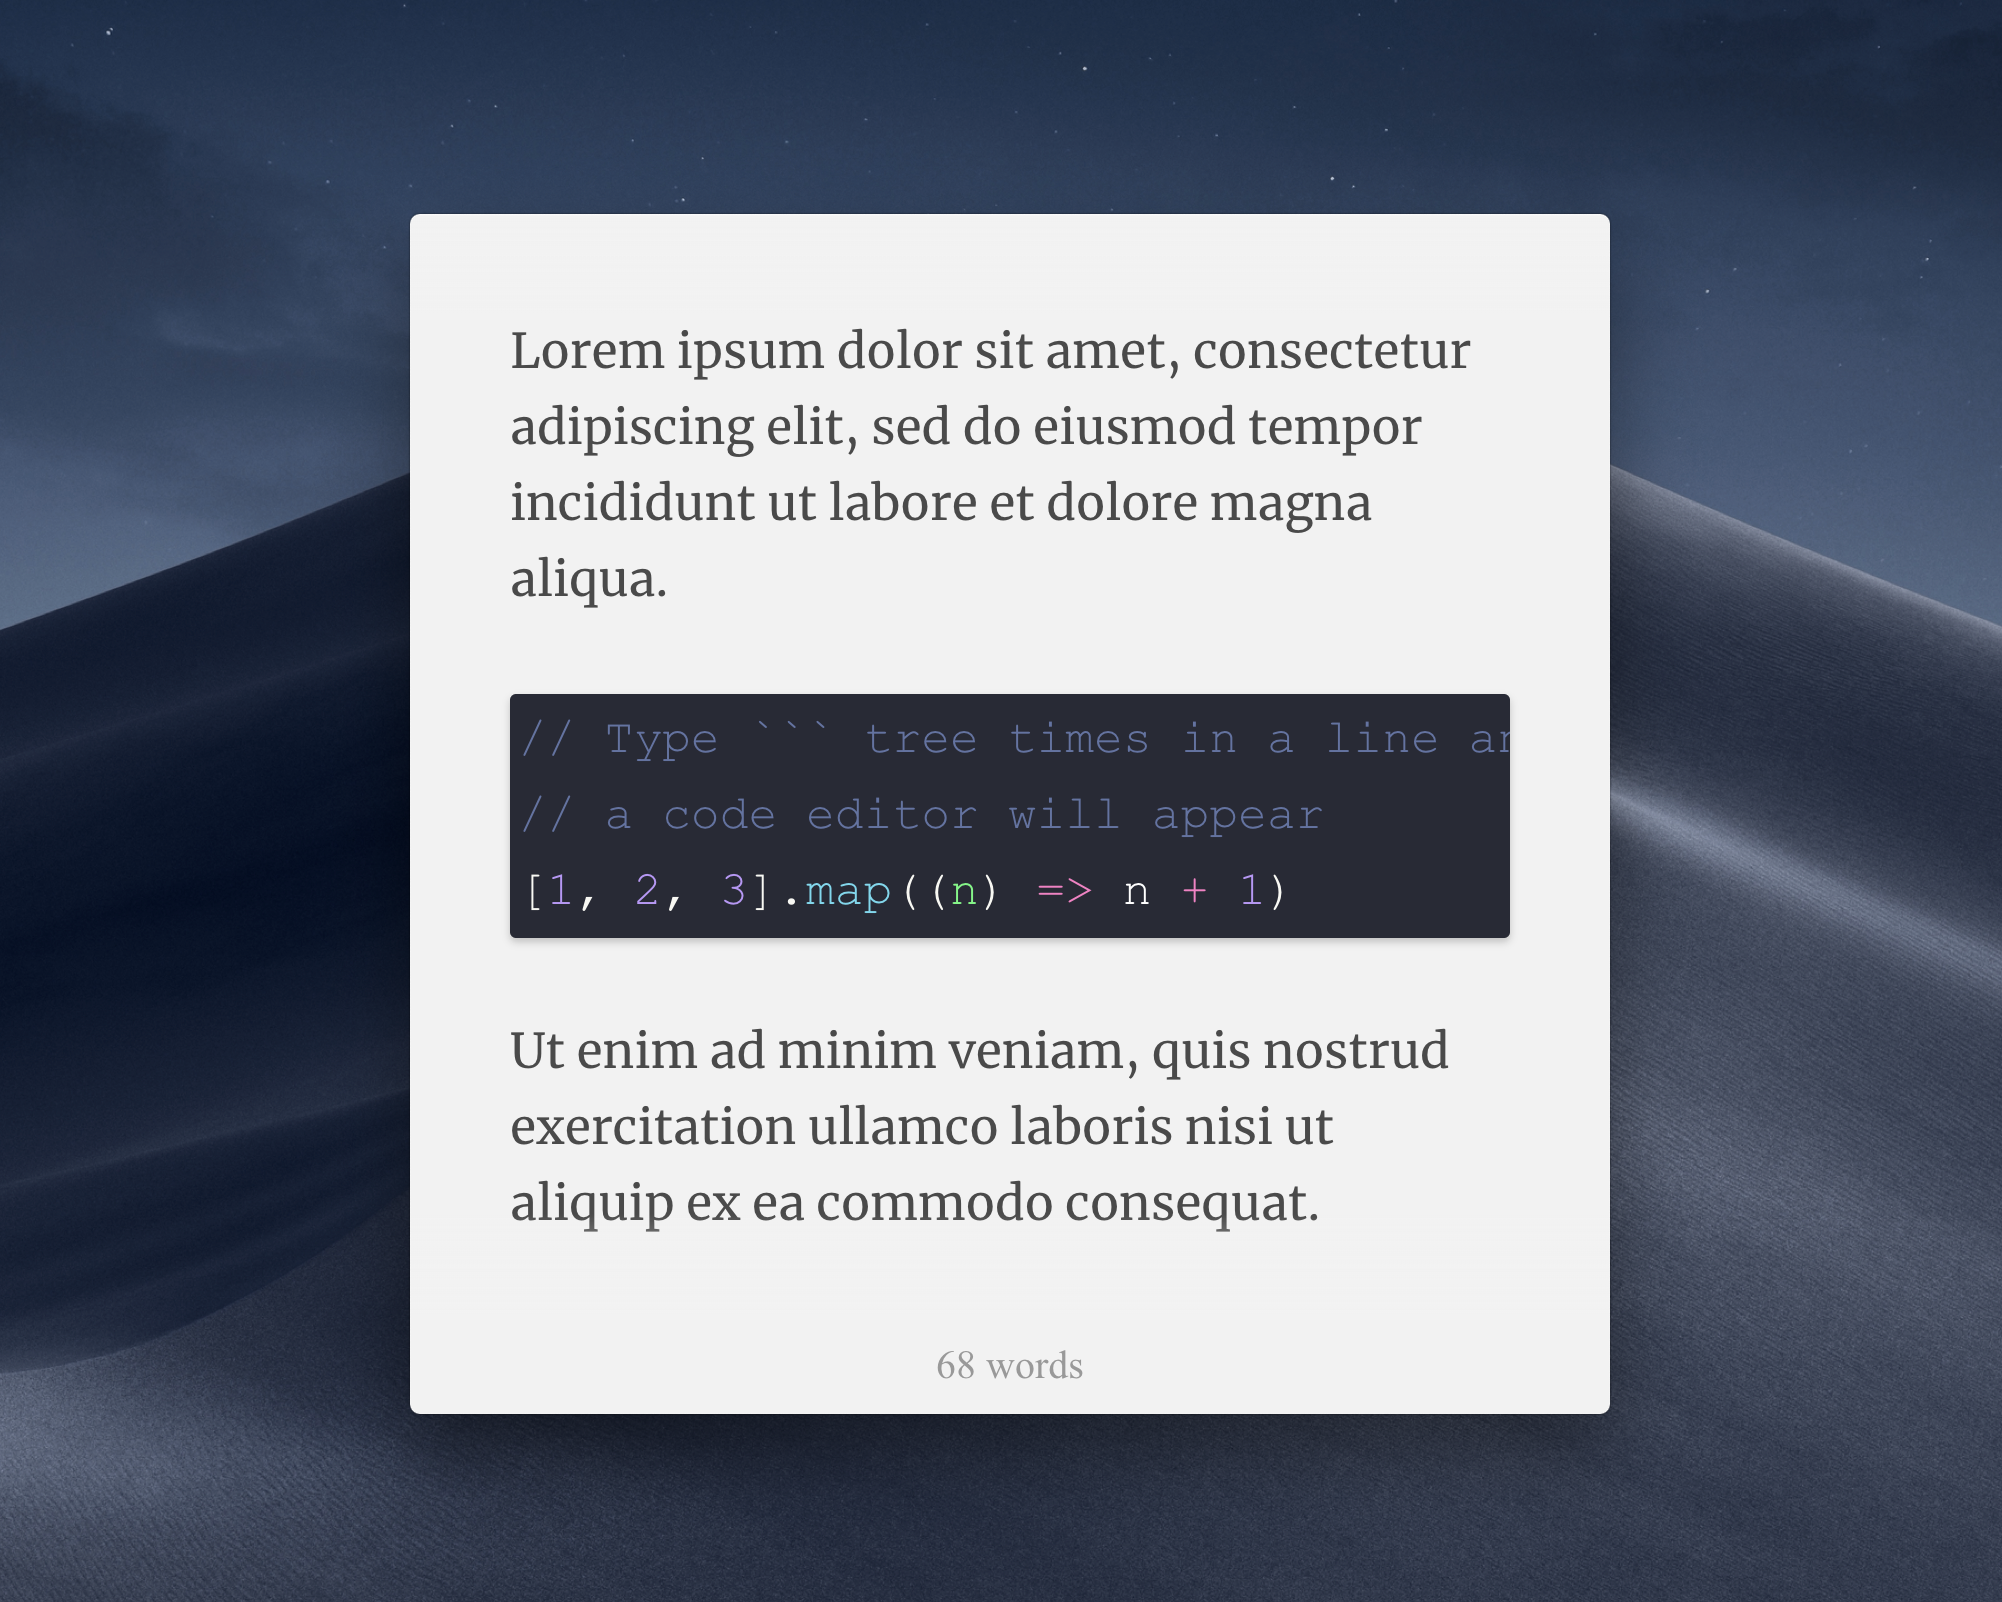 Lorem ipsum dolor sit amet, consectetur
adipiscing elit, sed do eiusmod tempor
incididunt ut labore et dolore magna
aliqua.
// Type ``` tree times in a line
// a code editor will appear
[1, 2, 3].map((n) => n + 1)
Ut enim ad minim veniam, quis nostrud
exercitation ullamco laboris nisi ut
aliquip ex ea commodo consequat.
68 words